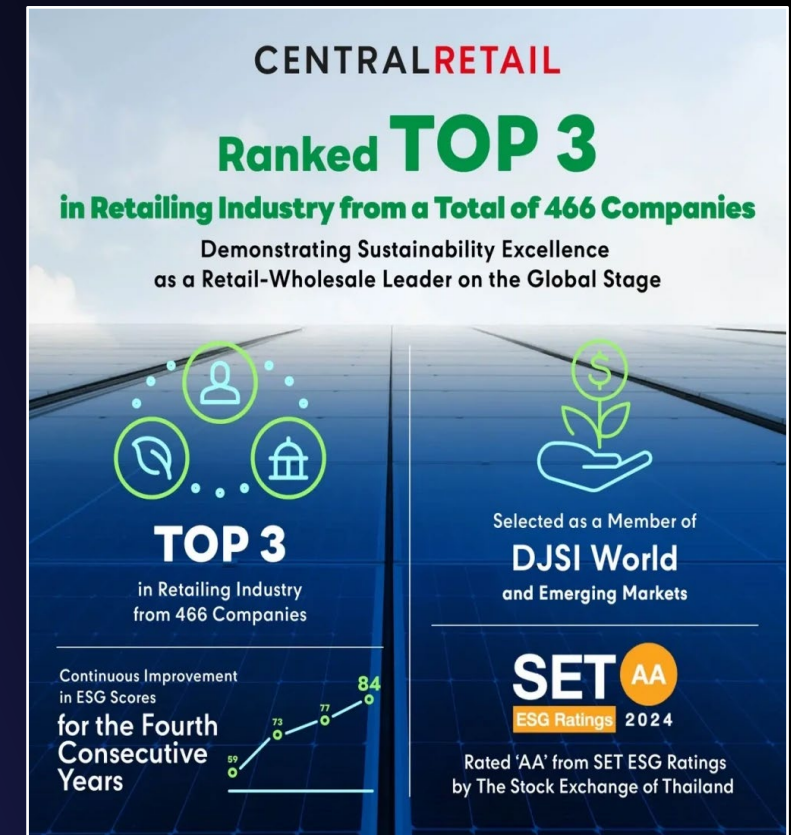 CENTRALRETAIL
Ranked TOP 3
in Retailing Industry from a Total of 466 Companies
Demonstrating Sustainability Excellence
as a Retail-Wholesale Leader on the Global Stage
$
TOP 3
in Retailing Industry
from 466 Companies
Continuous Improvement
in ESG Scores
for the Fourth
Consecutive
Years
59
73
77
84
Selected as a Member of
DJSI World
and Emerging Markets
SET AA
ESG Ratings 2024
Rated 'AA' from SET ESG Ratings
by The Stock Exchange of Thailand